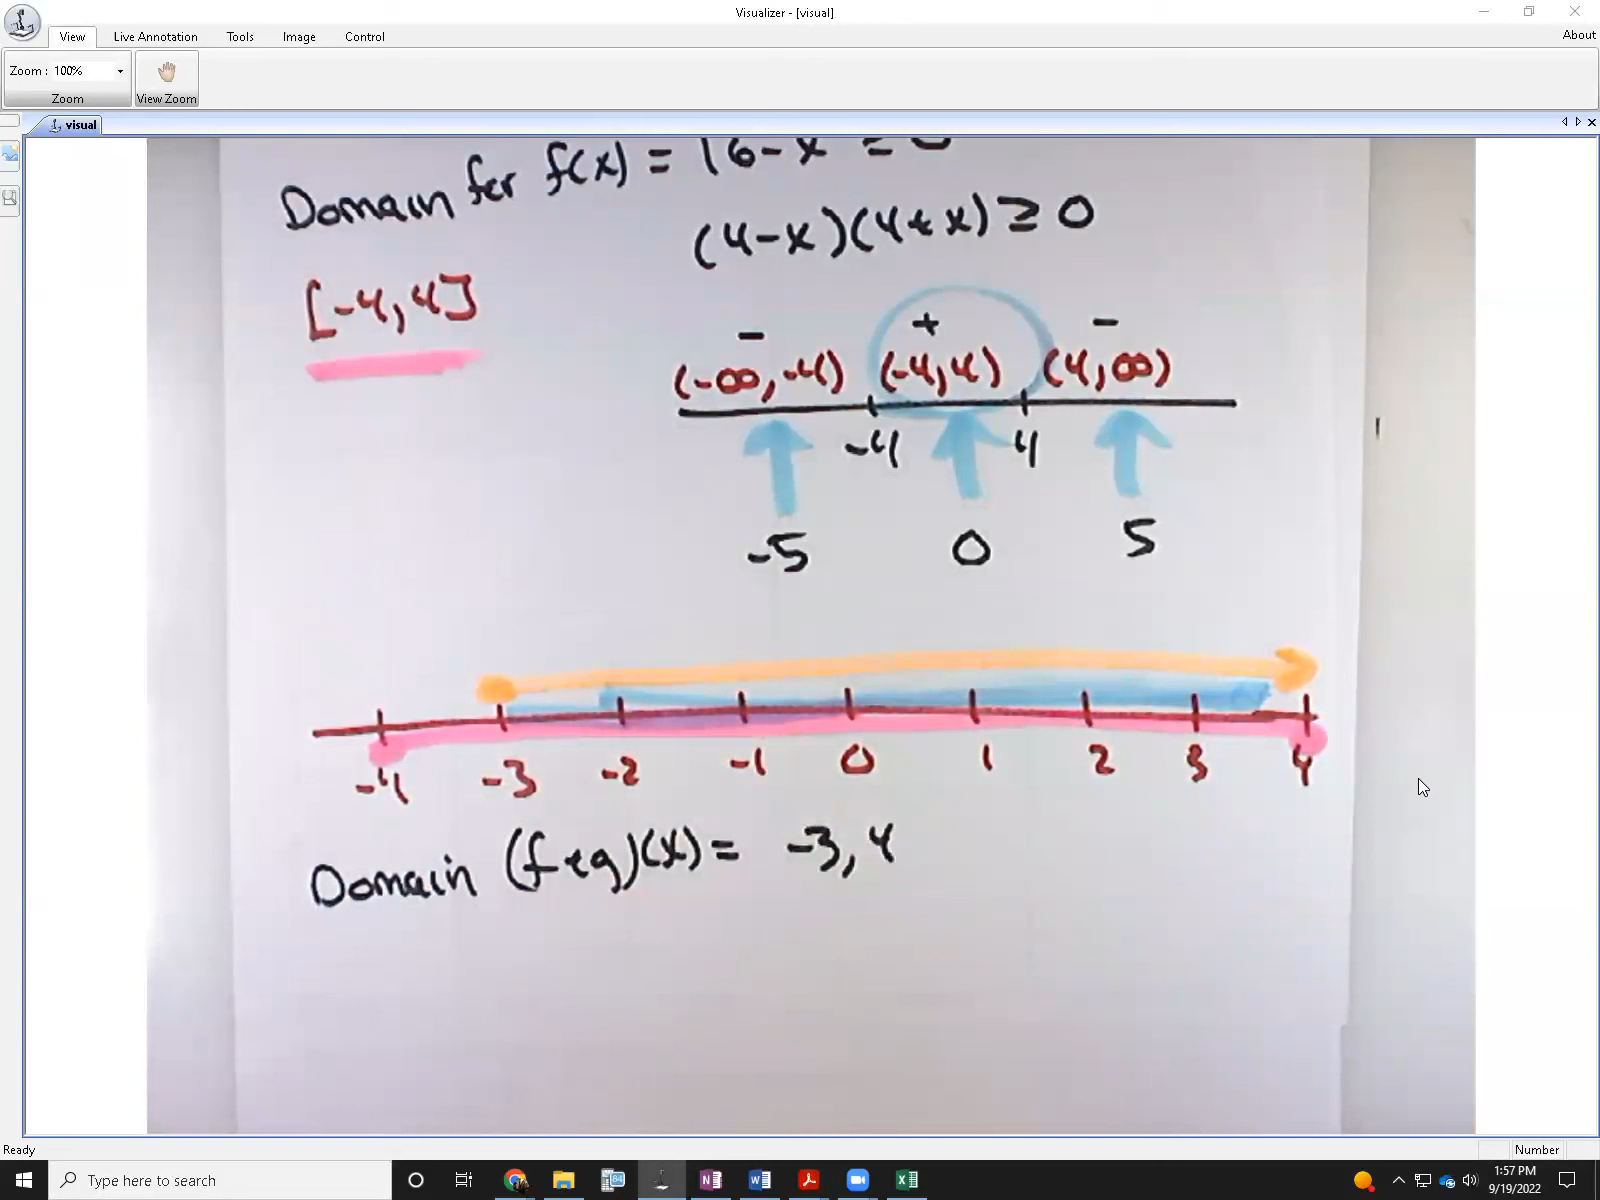 Visualizer - [visual]
View Live Annotation Tools Image Control About
Zoom : 100%
Zoom View Zoom
visual
Domain for f(x) = 16-x ≥ 0
(4-x)(4+x) ≥ 0
[-4,4]
- + -
(-∞,-4) (-4,4) (4,∞)
-4 4
-5 0 5
-4 -3 -2 -1 0 1 2 3 4
Domain (f+g)(x) = -3,4
Ready Number
Type here to search
1:57 PM
9/19/2022